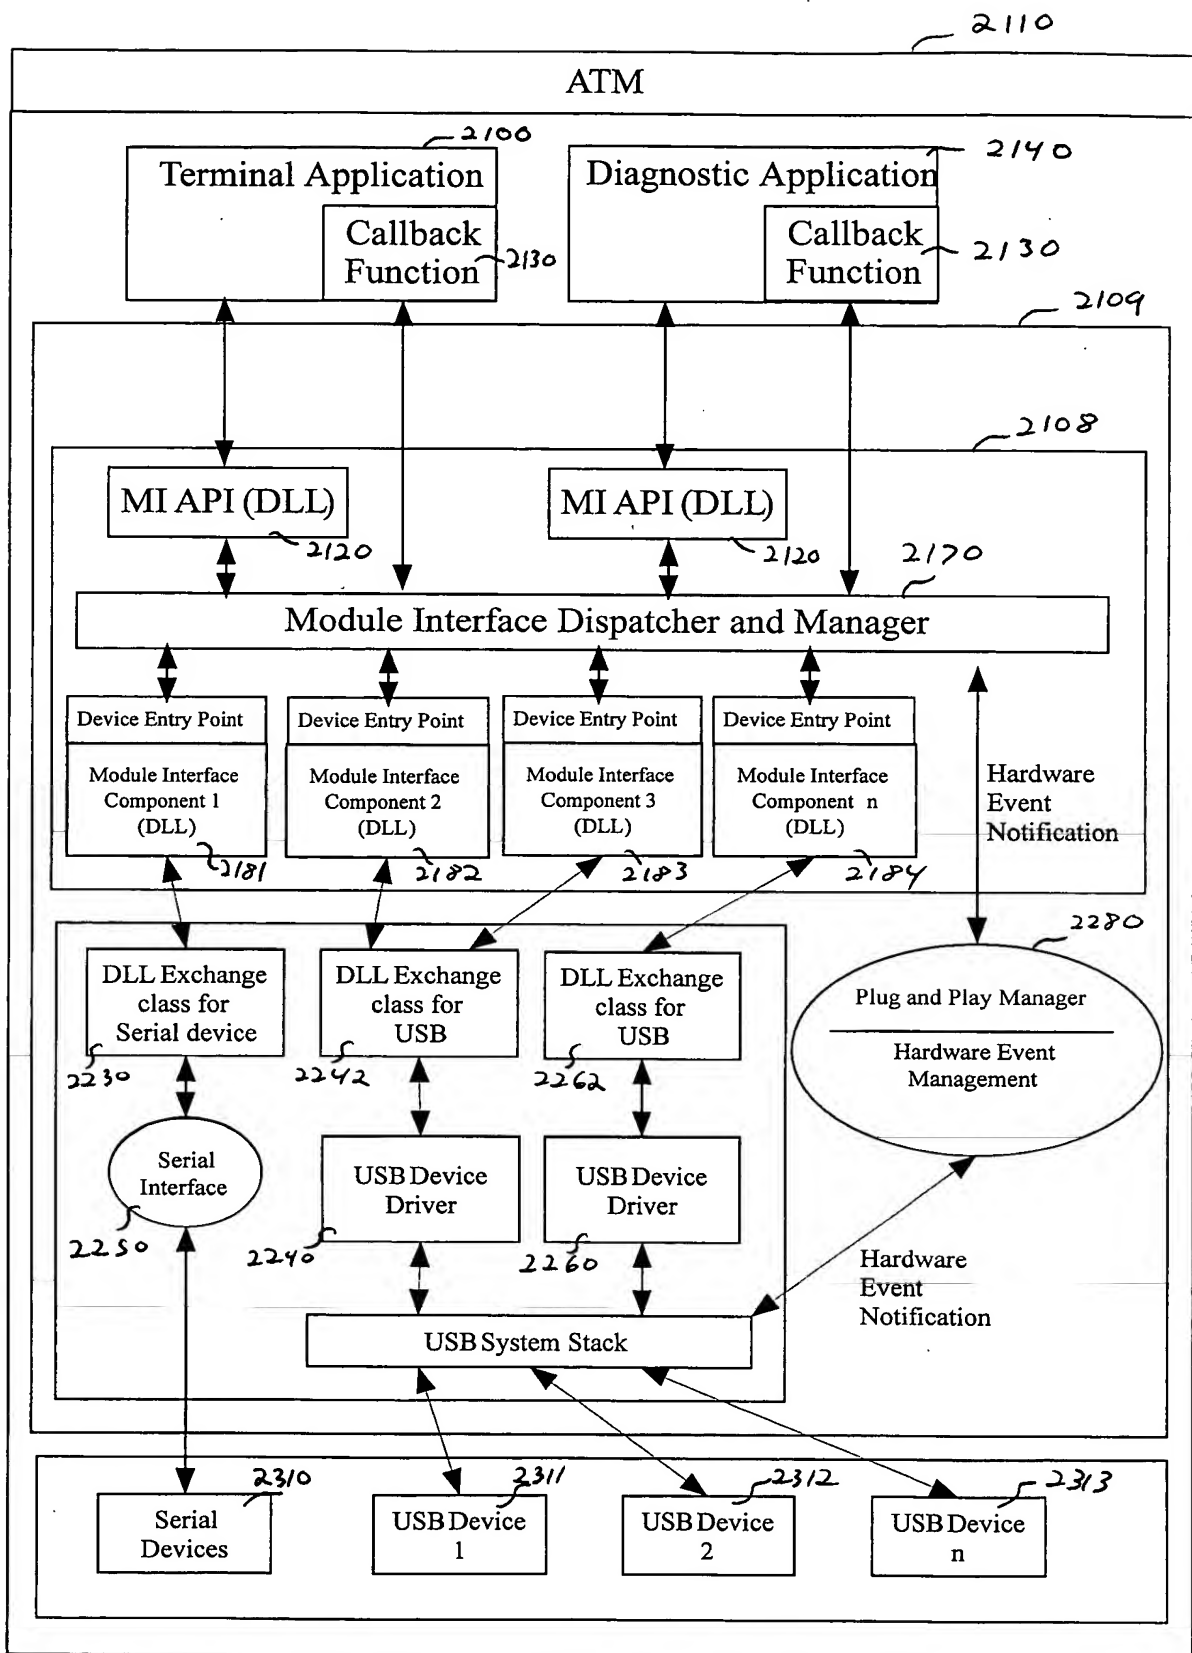 2110
ATM
2100
2140
Terminal Application
Diagnostic Application
Callback
Function
2130
Callback
Function
2130
2109
2108
MI API (DLL)
MI API (DLL)
2120
2120
2170
Module Interface Dispatcher and Manager
Device Entry Point
Device Entry Point
Device Entry Point
Device Entry Point
Module Interface
Component 1
(DLL)
Module Interface
Component 2
(DLL)
Module Interface
Component 3
(DLL)
Module Interface
Component n
(DLL)
Hardware
Event
Notification
2181
2182
2183
2184
2280
DLL Exchange
class for
Serial device
DLL Exchange
class for
USB
DLL Exchange
class for
USB
Plug and Play Manager
Hardware Event
Management
2230
2242
2262
Serial
Interface
USB Device
Driver
USB Device
Driver
2250
2240
2260
Hardware
Event
Notification
USB System Stack
2310
2311
2312
2313
Serial
Devices
USB Device
1
USB Device
2
USB Device
n